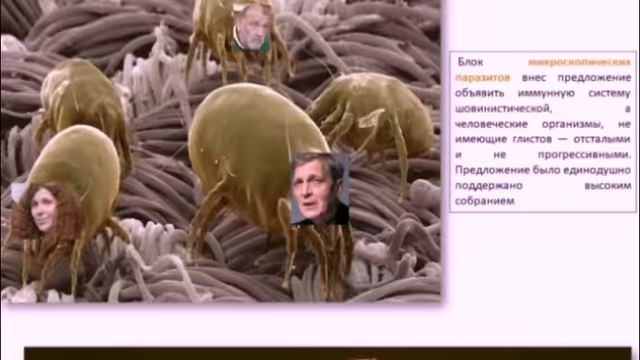 Блок микроскопических
паразитов внес предложение
объявить иммунную систему
шовинистической, а
человеческие организмы, не
имеющие глистов — отсталыми
и не прогрессивными.
Предложение было единодушно
поддержано высоким
собранием